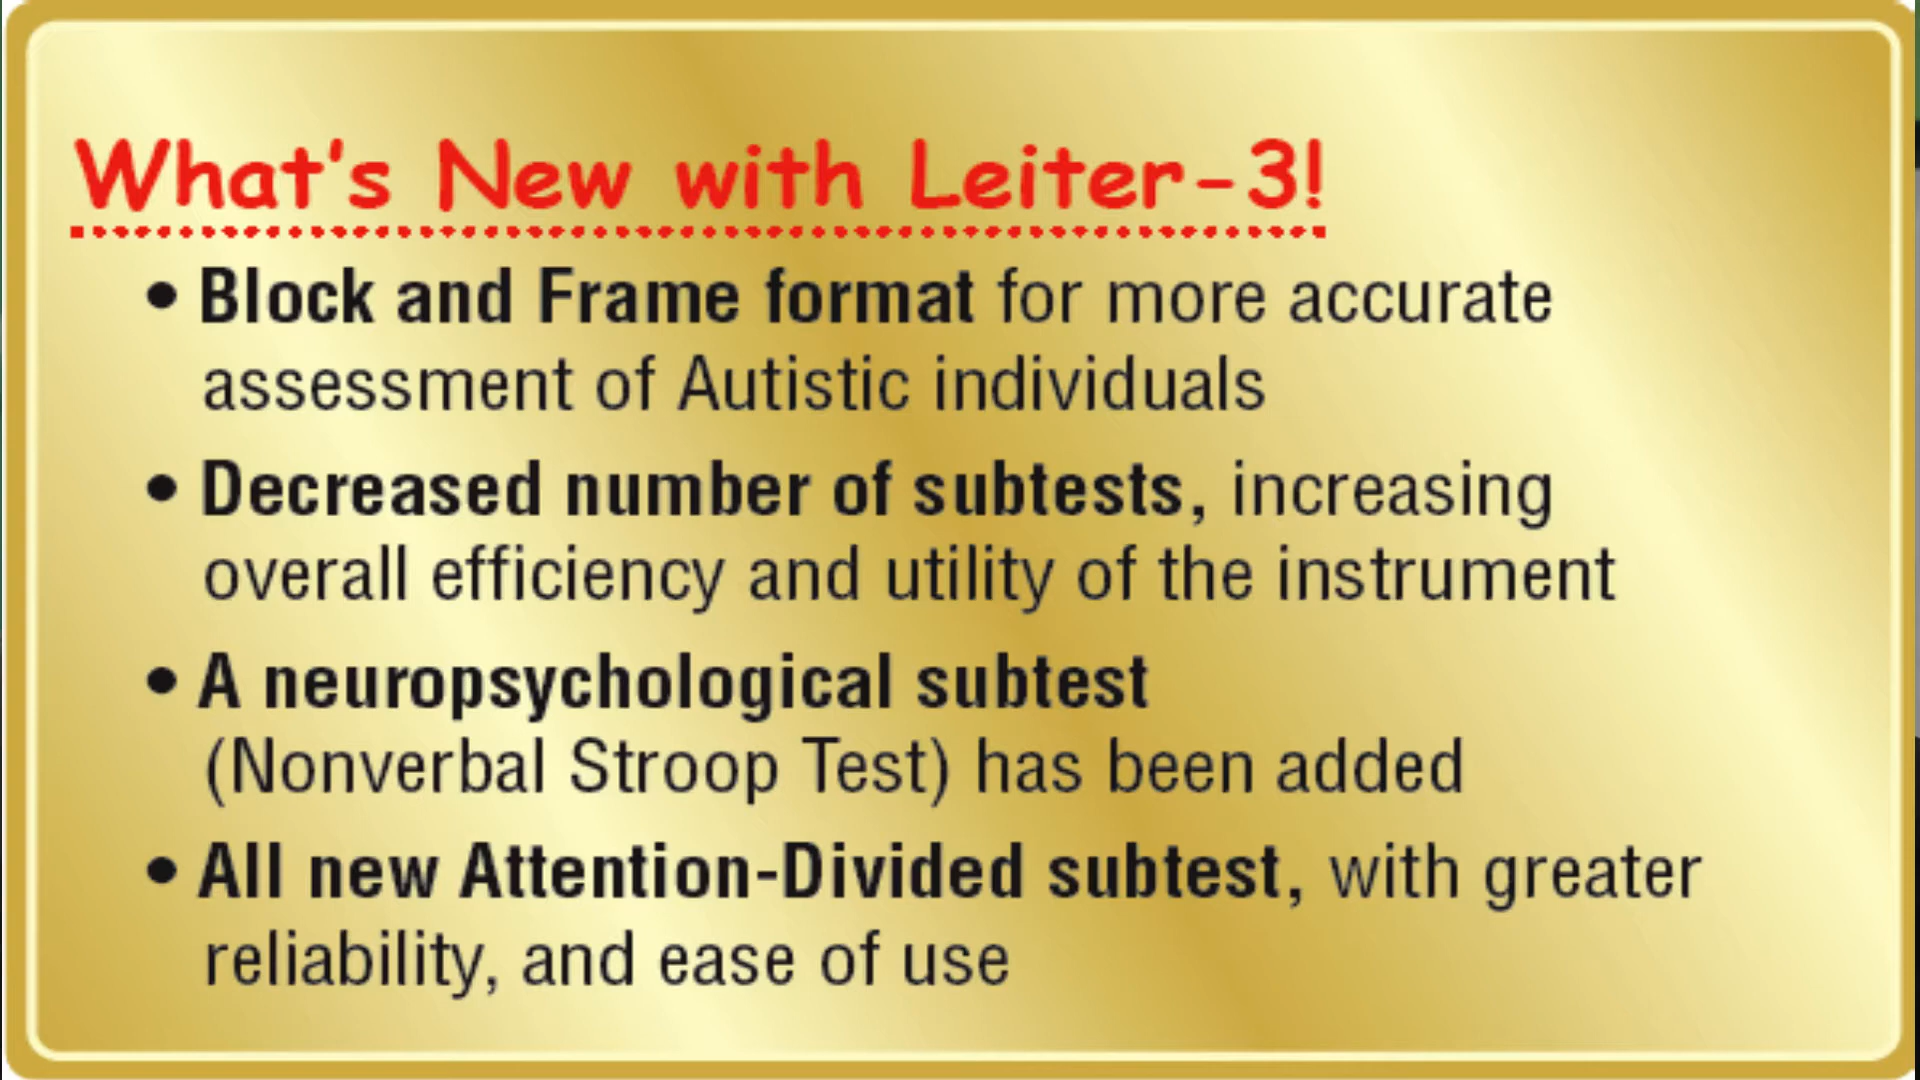 What's New with Leiter-3!
• Block and Frame format for more accurate
assessment of Autistic individuals
• Decreased number of subtests, increasing
overall efficiency and utility of the instrument
• A neuropsychological subtest
(Nonverbal Stroop Test) has been added
• All new Attention-Divided subtest, with greater
reliability, and ease of use